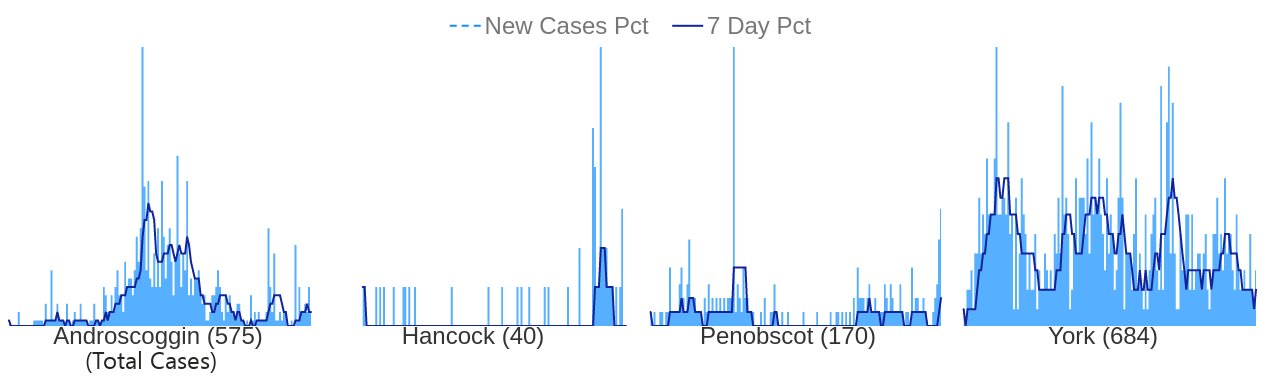 New Cases Pct 7 Day Pct
Androscoggin (575) Hancock (40) Penobscot (170) York (684)
(Total Cases)